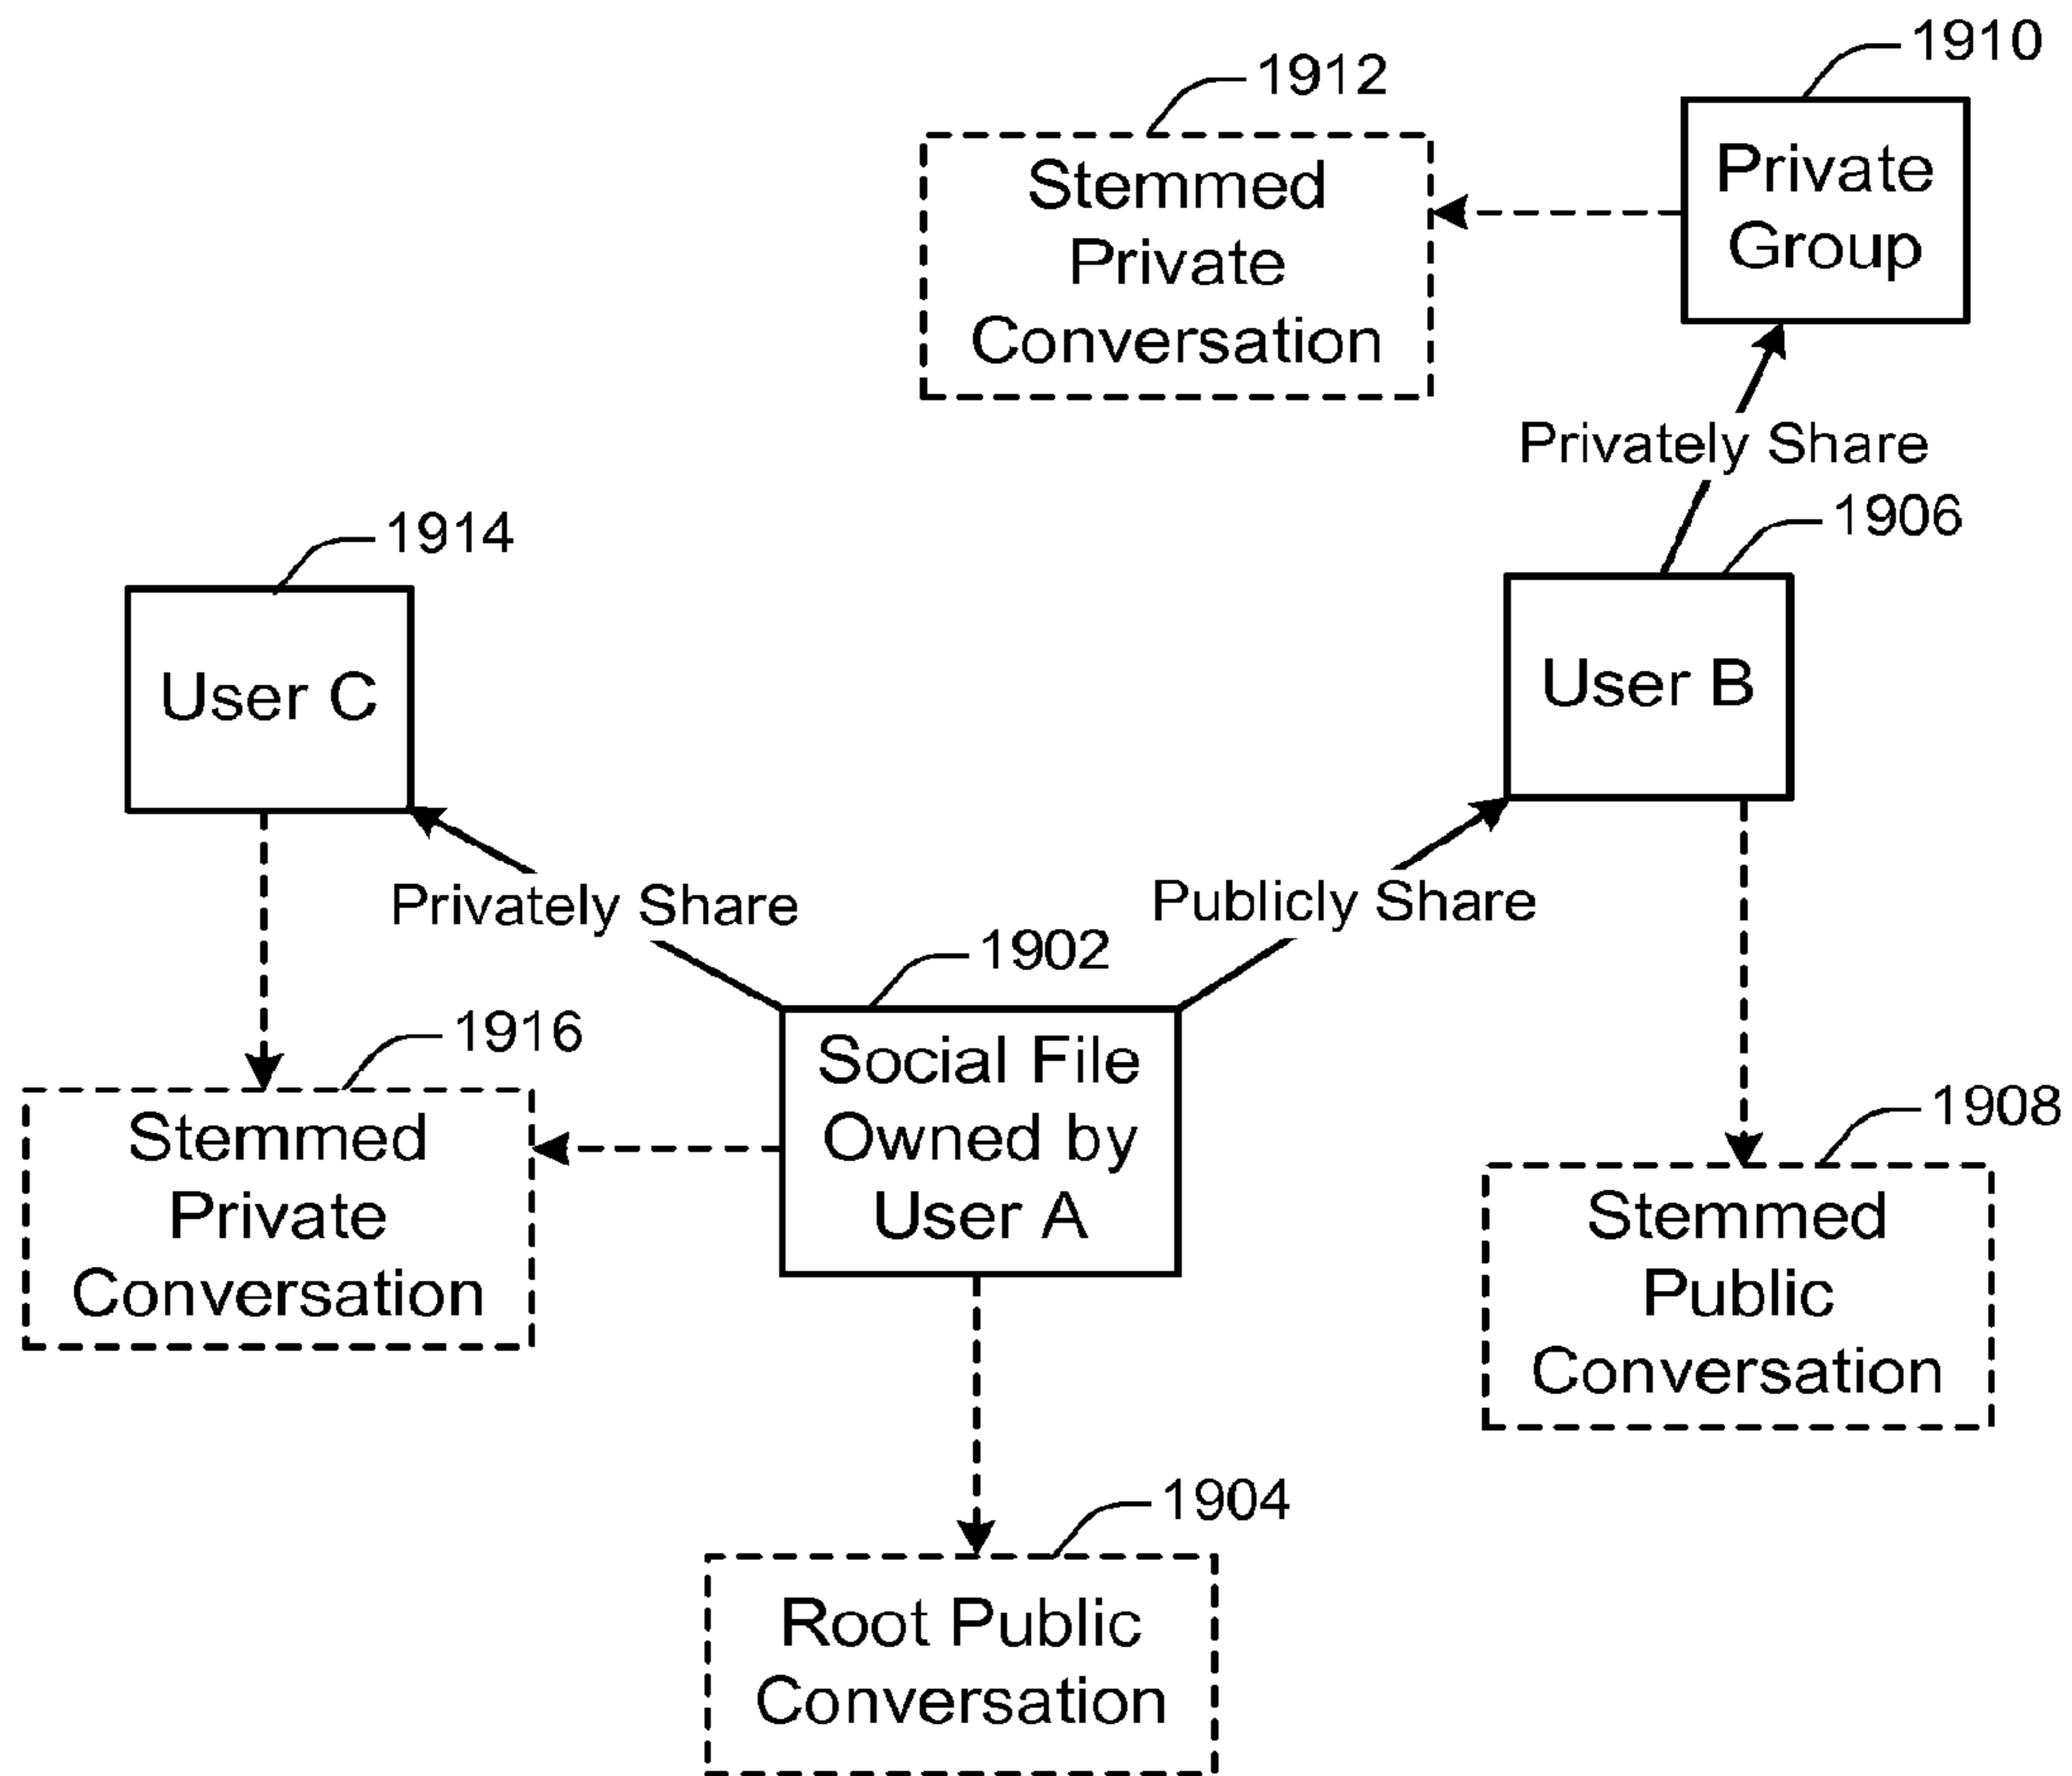 1910
1912
Private
Group
Stemmed
Private
Conversation
Privately Share
1906
1914
User C
User B
Privately Share
Publicly Share
1902
1916
Social File
Owned by
User A
Stemmed
Private
Conversation
1908
Stemmed
Public
Conversation
1904
Root Public
Conversation